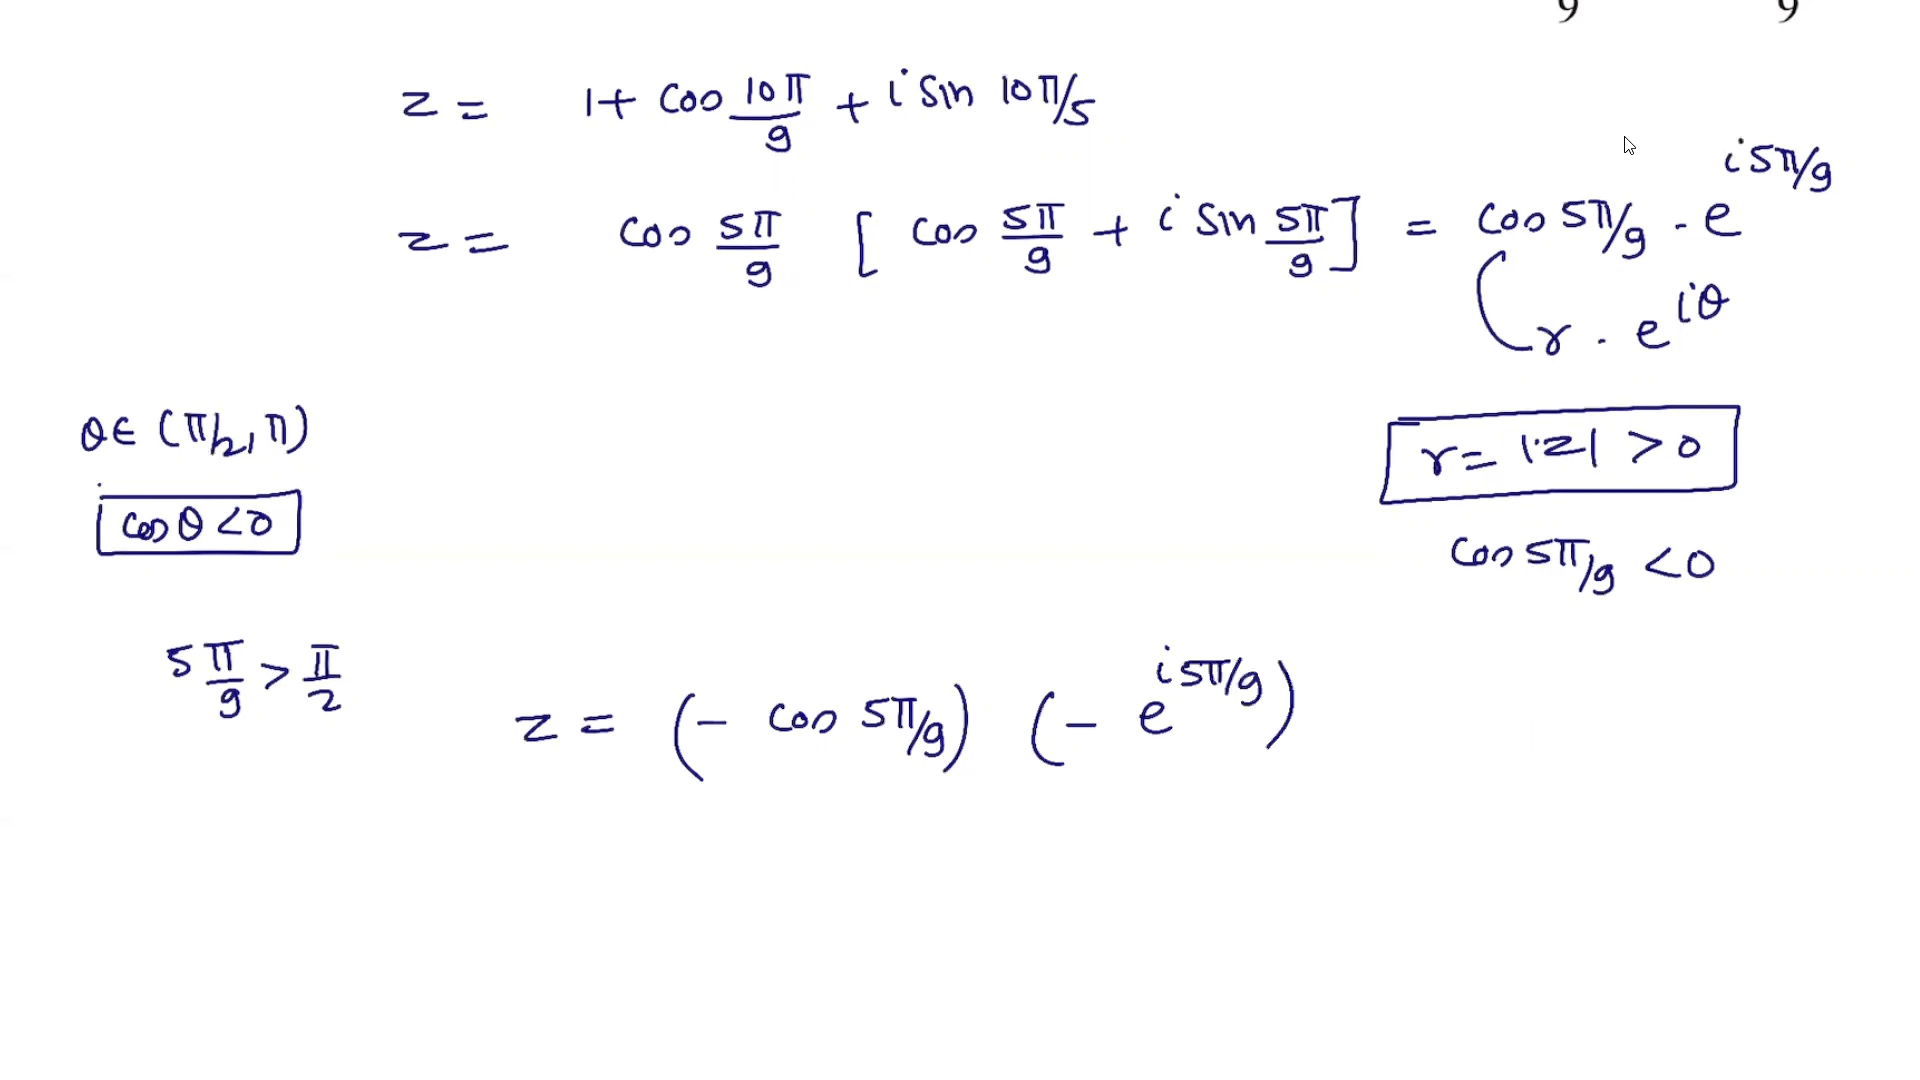 9 9
z = 1 + cos 10π/9 + i sin 10π/5
z = cos 5π/9 [ cos 5π/9 + i sin 5π/9 ] = cos 5π/9 . e^{i5π/9}
r . e^{iθ}
θ ∈ (π/2, π)
r = |z| > 0
cos θ < 0
cos 5π/9 < 0
5π/9 > π/2
z = (- cos 5π/9) (- e^{i5π/9})